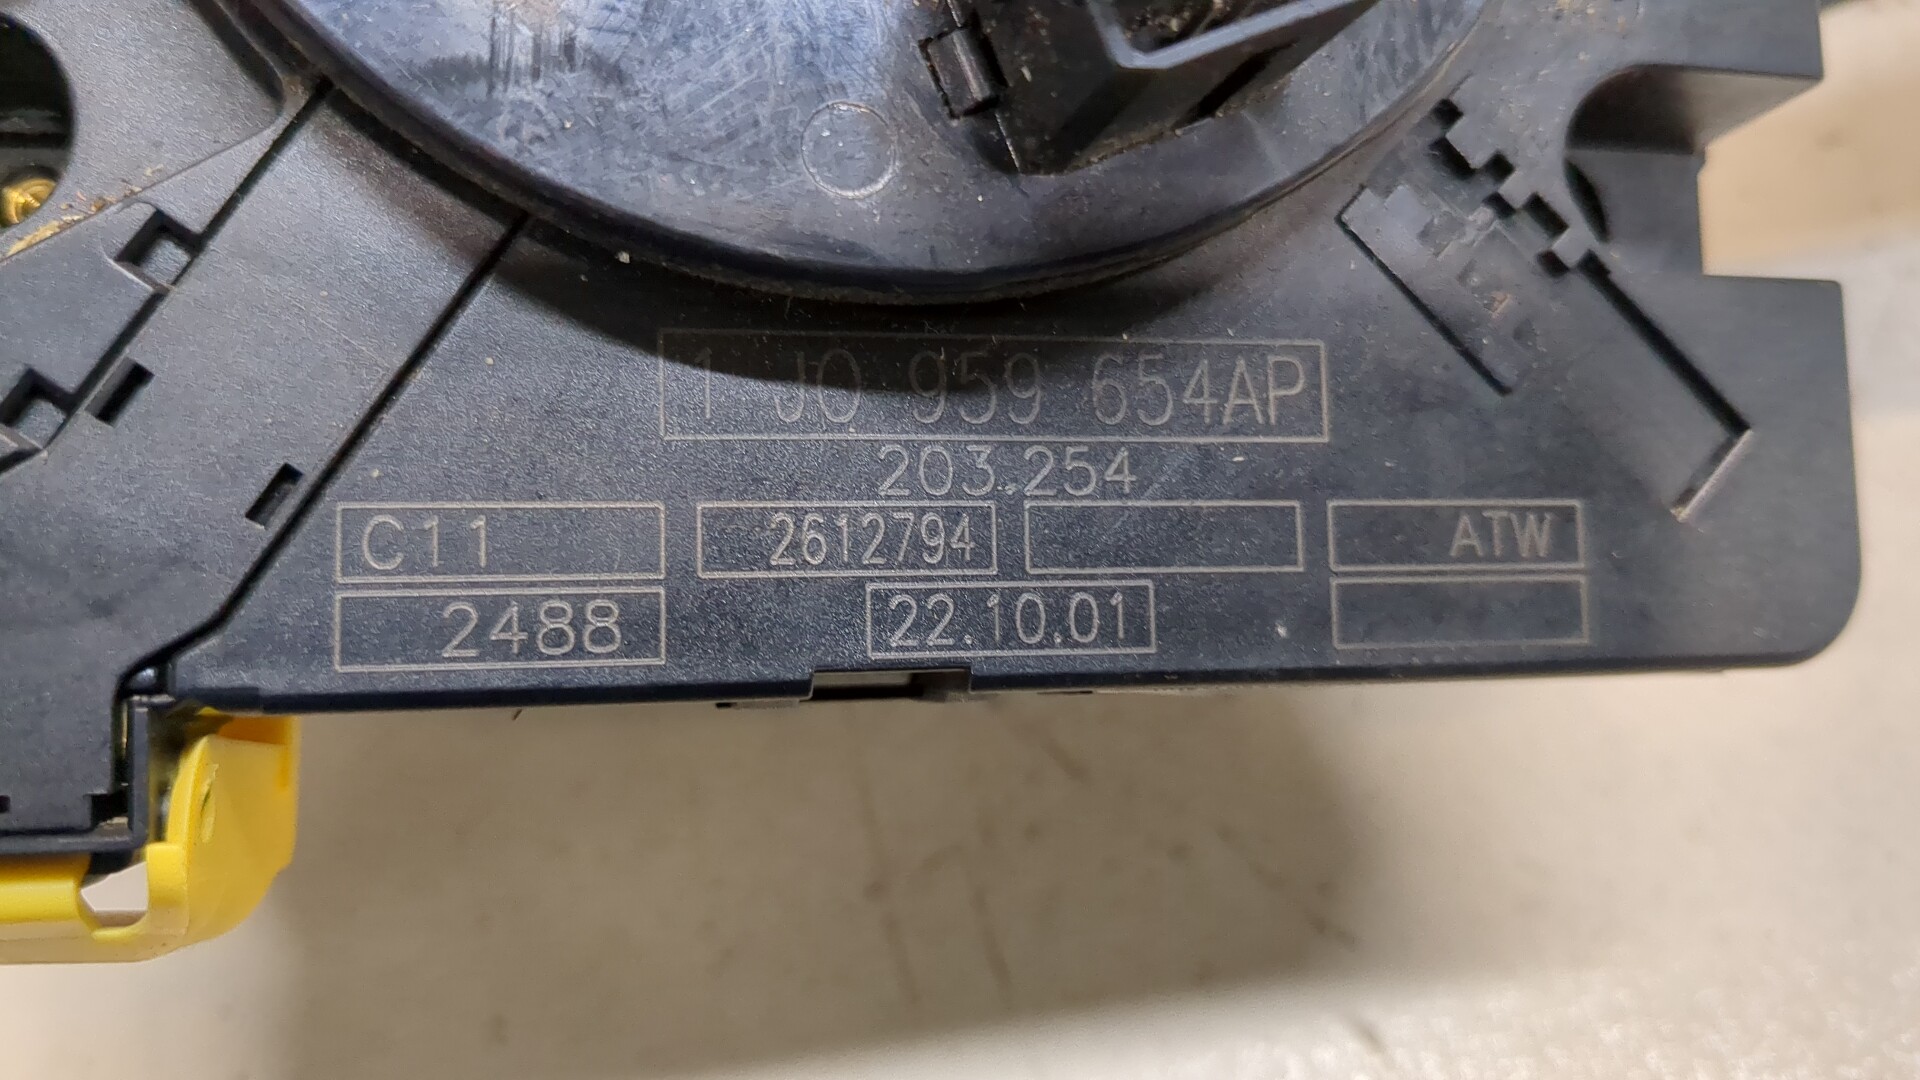 1 J0 959 654AP
203.254
C11 2612794 ATW
2488 22.10.01